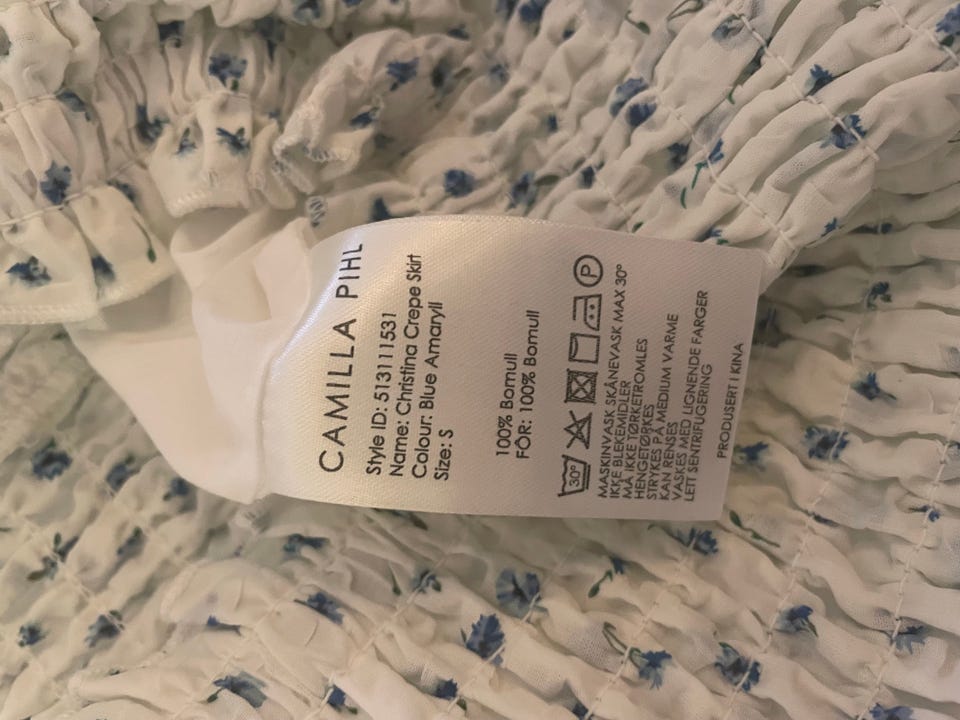 CAMILLA PIHL
Style ID: 513111531
Name: Christina Crepe Skirt
Colour: Blue Amaryll
Size: S
100% Bomull
FÔR: 100% Bomull
30° P
MASKINVASK SKÅNEVASK MAX 30°
IKKE BLEKEMIDLER
MÅ IKKE TØRKETROMLES
HENGETØRKES
STRYKES PÅ MEDIUM VARME
KAN RENSES
VASKES MED LIGNENDE FARGER
LETT SENTRIFUGERING
PRODUSERT I KINA